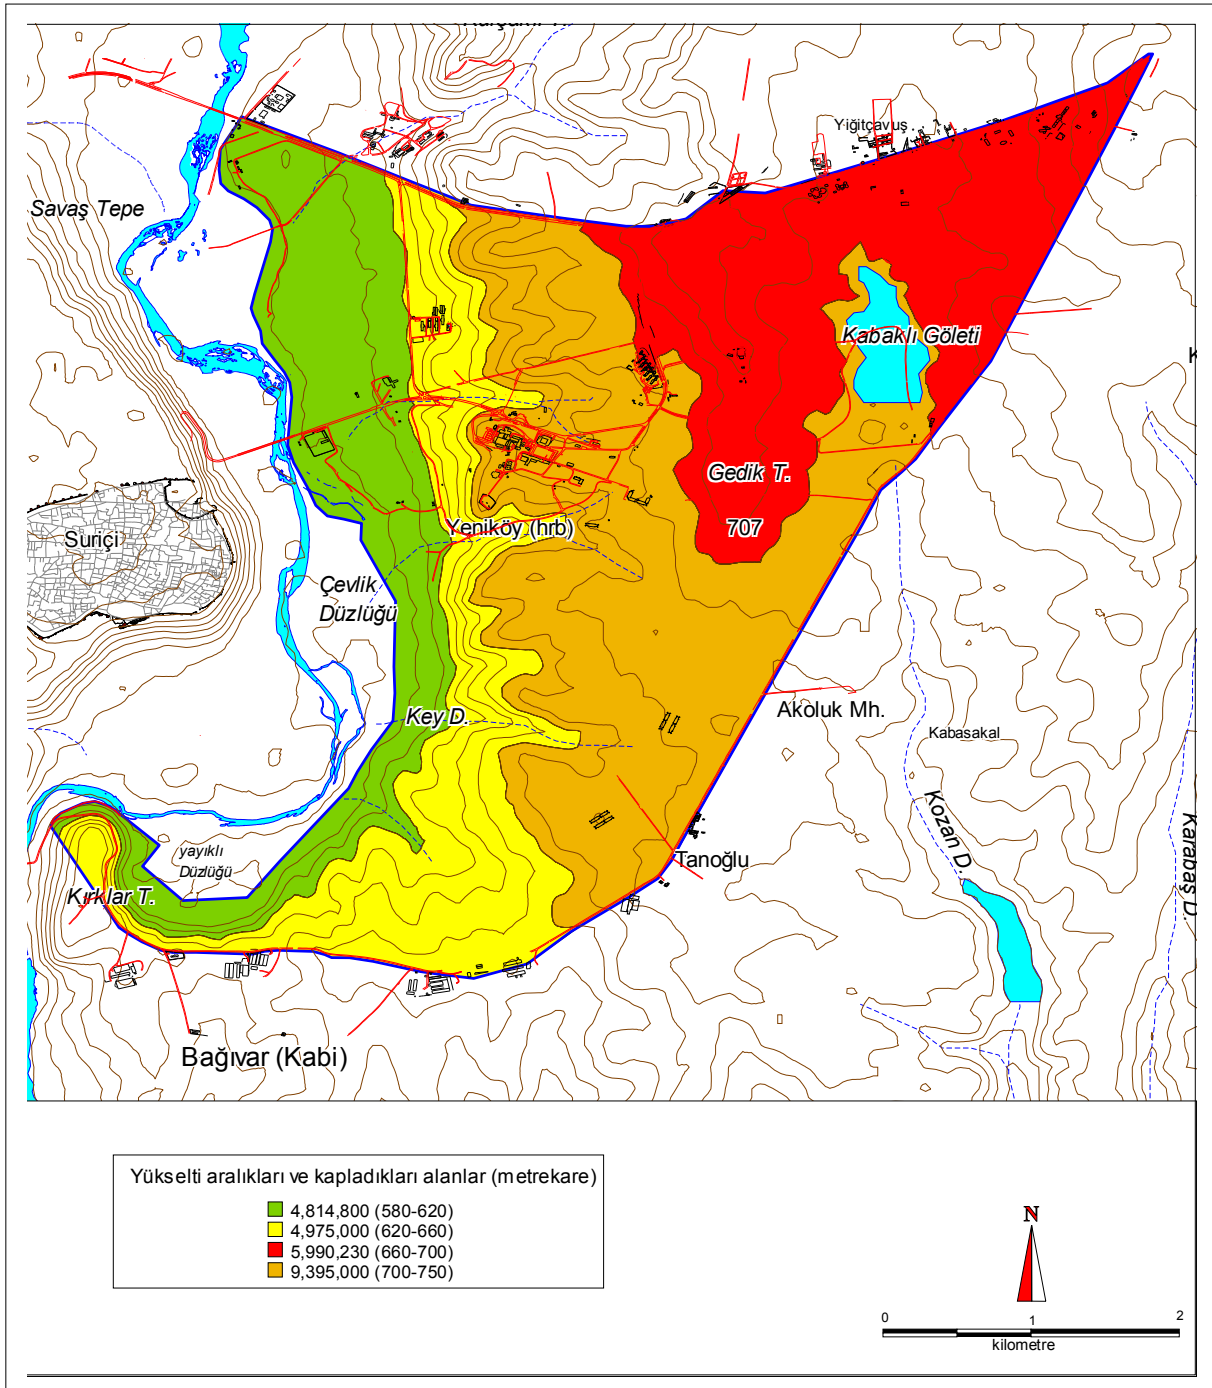 Yiğitçavuş
Savaş Tepe
Kabaklı Göleti
Gedik T.
707
Suriçi
Yeniköy (hrb)
Çevlik
Düzlüğü
Key D.
Akoluk Mh.
Kabasakal
Kozan D.
Karabaş D.
yayıklı
Düzlüğü
Tanoğlu
Kırklar T.
Bağıvar (Kabi)
Yükselti aralıkları ve kapladıkları alanlar (metrekare)
4,814,800 (580-620)
4,975,000 (620-660)
5,990,230 (660-700)
9,395,000 (700-750)
N
0 1 2
kilometre